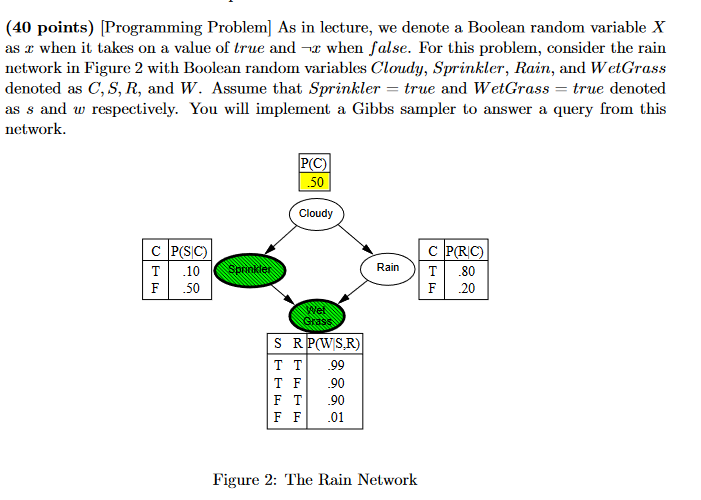 (40 points) [Programming Problem] As in lecture, we denote a Boolean random variable X
as x when it takes on a value of true and ¬x when false. For this problem, consider the rain
network in Figure 2 with Boolean random variables Cloudy, Sprinkler, Rain, and WetGrass
denoted as C, S, R, and W. Assume that Sprinkler = true and WetGrass = true denoted
as s and w respectively. You will implement a Gibbs sampler to answer a query from this
network.
P(C)
.50
Cloudy
C P(S|C)
T .10
F .50
Sprinkler
Rain
C P(R|C)
T .80
F .20
Wet
Grass
S R P(W|S,R)
T T .99
T F .90
F T .90
F F .01
Figure 2: The Rain Network